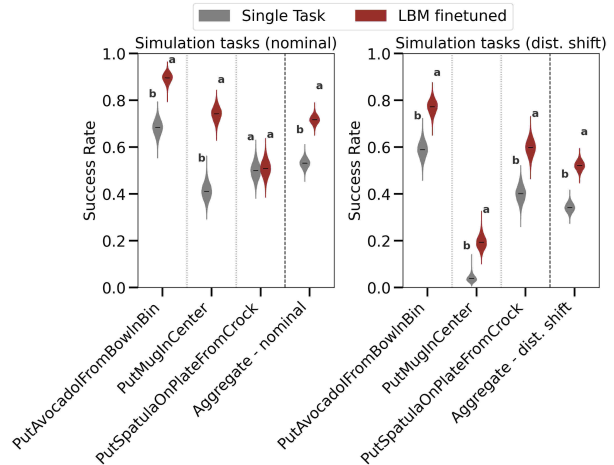 Single Task
LBM finetuned
Simulation tasks (nominal)
Simulation tasks (dist. shift)
Success Rate
1.0
0.8
0.6
0.4
0.2
0.0
b
a
b
a
a
a
b
a
PutAvocadoIFromBowlInBin
PutMugInCenter
PutSpatulaOnPlateFromCrock
Aggregate - nominal
Success Rate
1.0
0.8
0.6
0.4
0.2
0.0
b
a
b
a
b
a
b
a
PutAvocadoIFromBowlInBin
PutMugInCenter
PutSpatulaOnPlateFromCrock
Aggregate - dist. shift